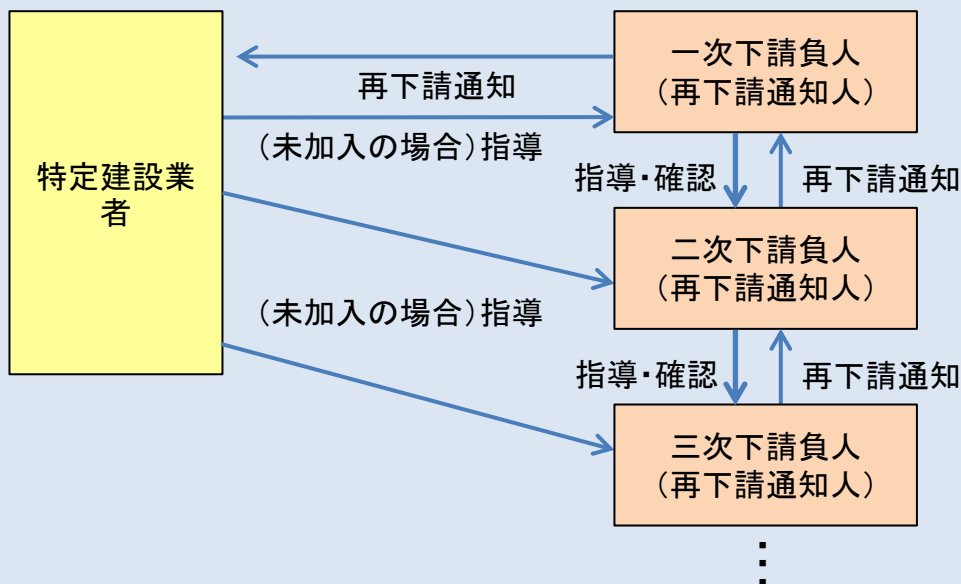 特定建設業
者
再下請通知
（未加入の場合）指導
（未加入の場合）指導
一次下請負人
（再下請通知人）
指導・確認
再下請通知
二次下請負人
（再下請通知人）
指導・確認
再下請通知
三次下請負人
（再下請通知人）